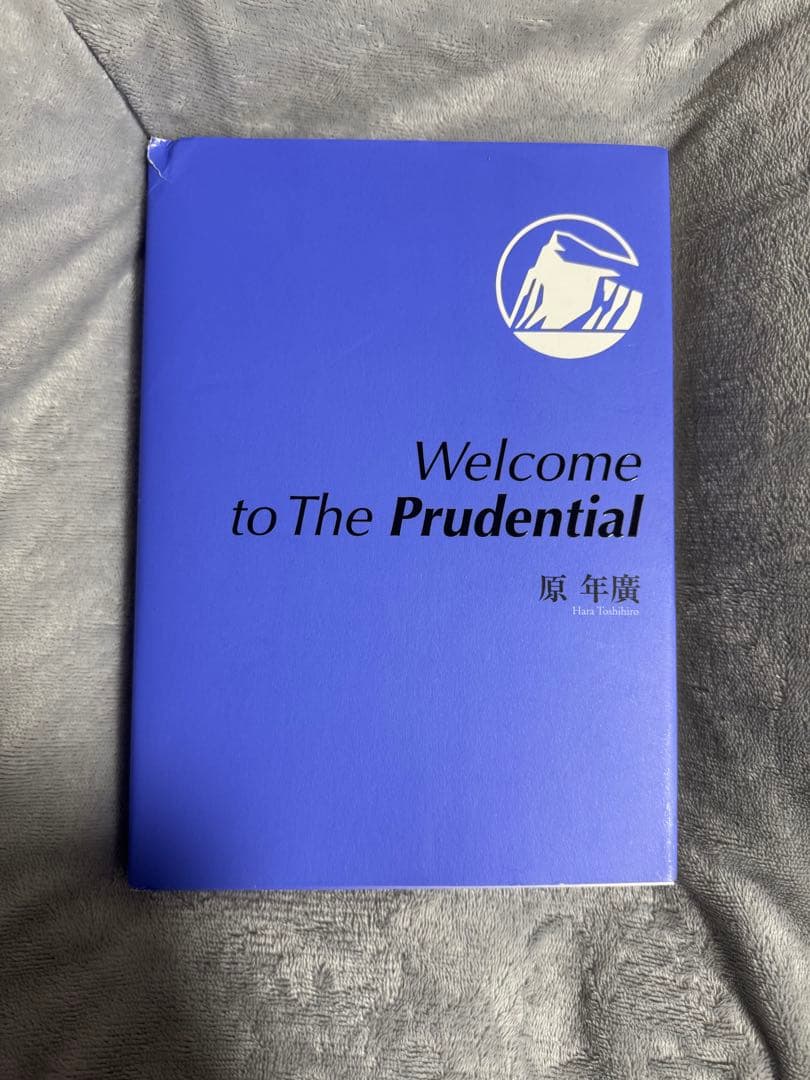 Welcome
to The Prudential
原 年廣
Hara Toshihiro